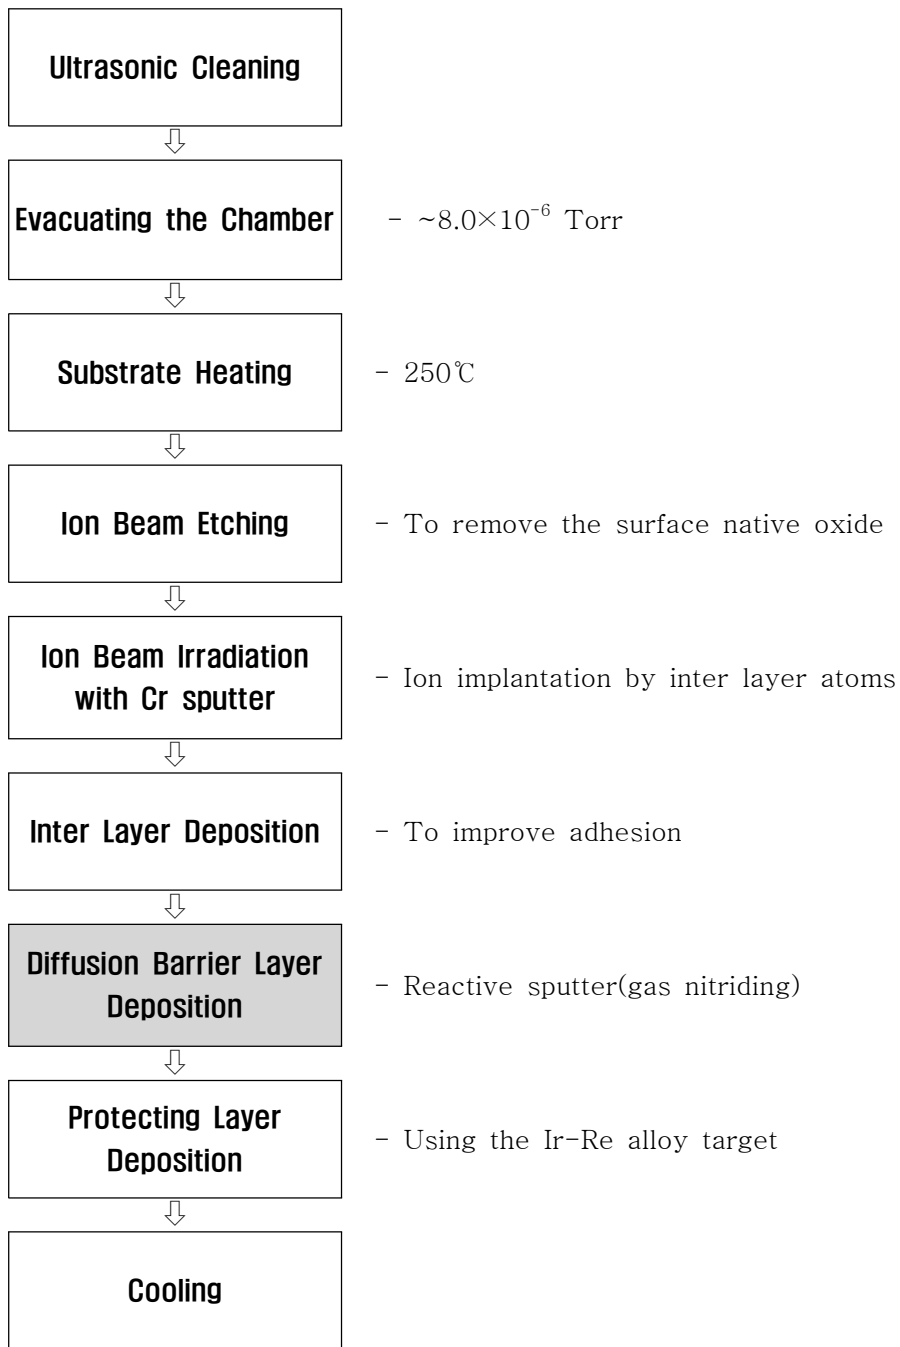 Ultrasonic Cleaning
Evacuating the Chamber
- ~8.0×10⁻⁶ Torr
Substrate Heating
- 250℃
Ion Beam Etching
- To remove the surface native oxide
Ion Beam Irradiation
with Cr sputter
- Ion implantation by inter layer atoms
Inter Layer Deposition
- To improve adhesion
Diffusion Barrier Layer
Deposition
- Reactive sputter(gas nitriding)
Protecting Layer
Deposition
- Using the Ir-Re alloy target
Cooling